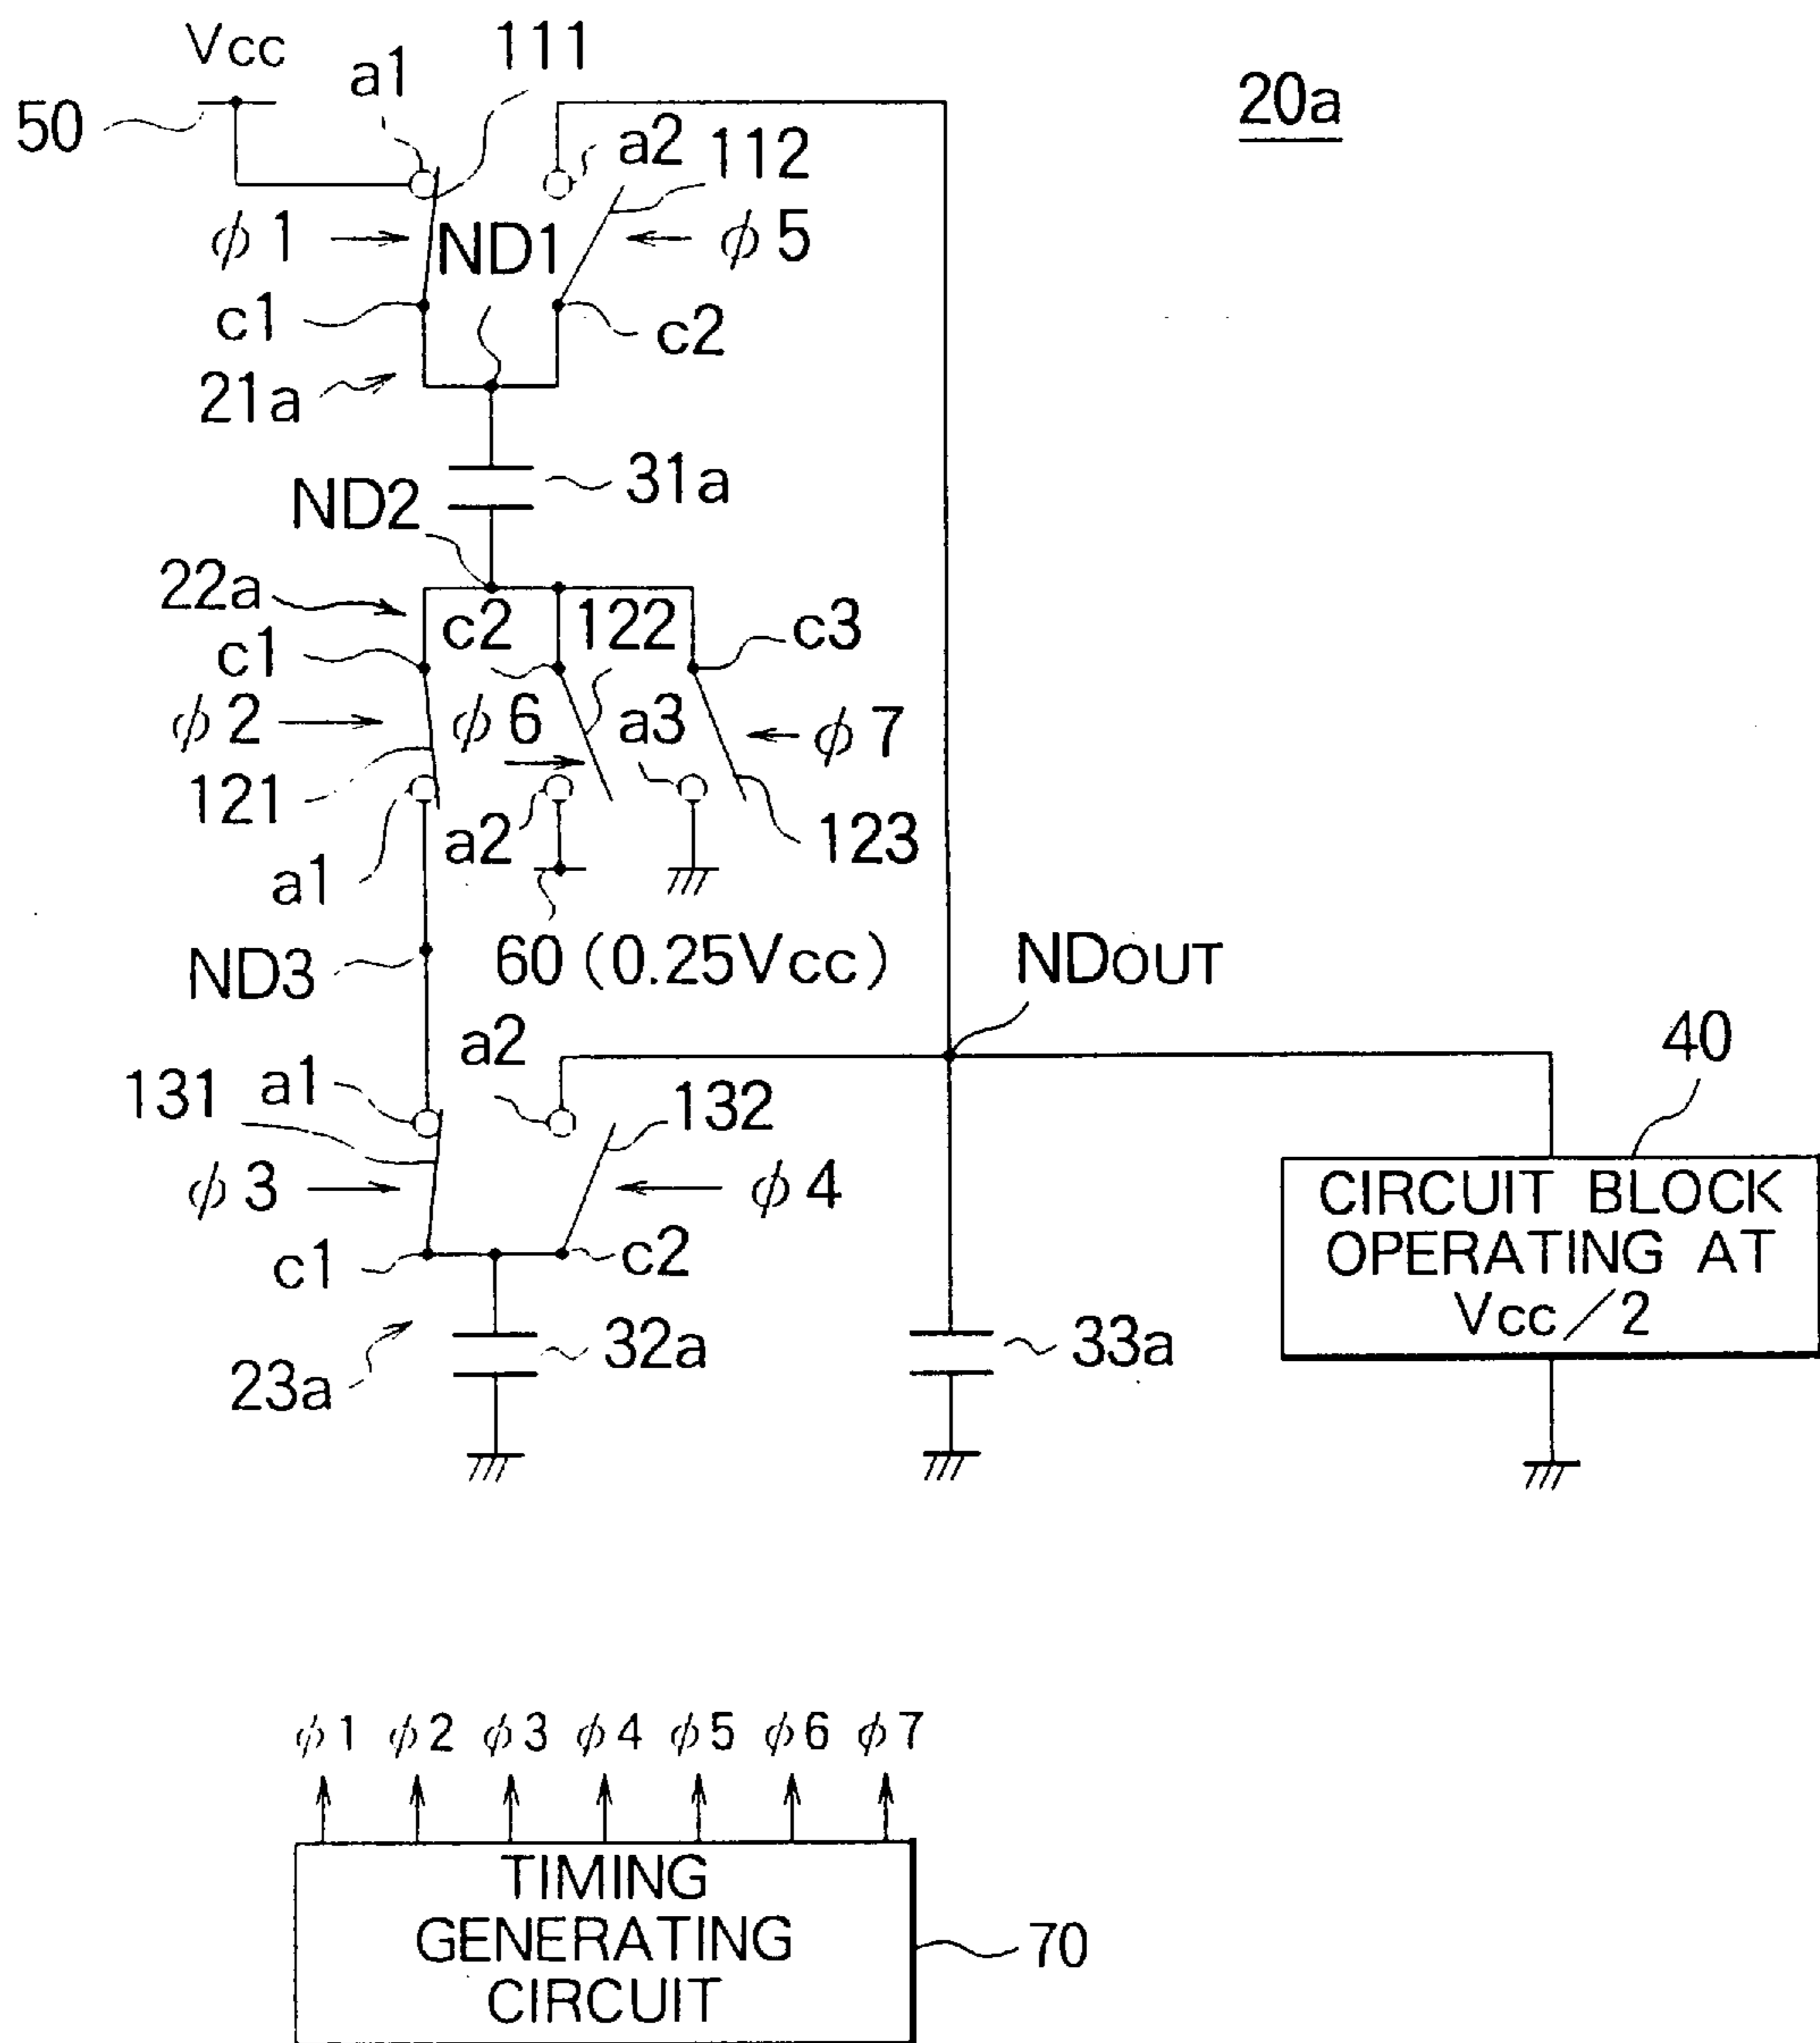 Vcc
a1
111
20a
50
a2
112
φ1
ND1
φ5
c1
c2
21a
31a
ND2
22a
c2
122
c3
c1
φ2
φ6
a3
φ7
121
a2
123
a1
ND3
60 (0.25Vcc)
NDOUT
a2
40
131
a1
132
φ3
φ4
CIRCUIT BLOCK
OPERATING AT
Vcc/2
c1
c2
32a
33a
23a
φ1 φ2 φ3 φ4 φ5 φ6 φ7
TIMING
GENERATING
CIRCUIT
70